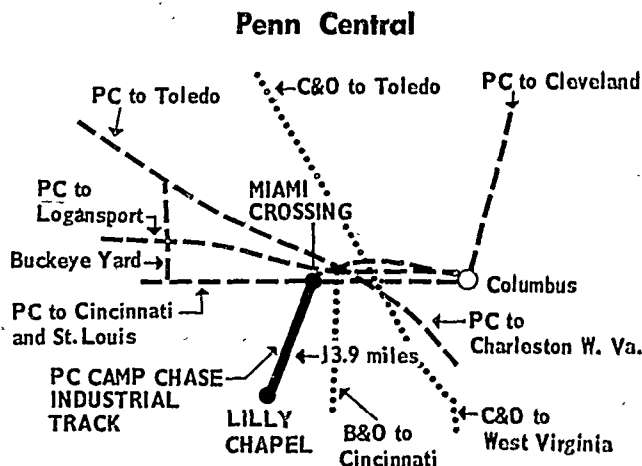 Penn Central
PC to Toledo
C&O to Toledo
PC to Cleveland
PC to
Logansport
MIAMI
CROSSING
Buckeye Yard
Columbus
PC to Cincinnati
and St. Louis
PC to
Charleston W. Va.
PC CAMP CHASE
INDUSTRIAL
TRACK
13.9 miles
LILLY
CHAPEL
B&O to
Cincinnati
C&O to
West Virginia